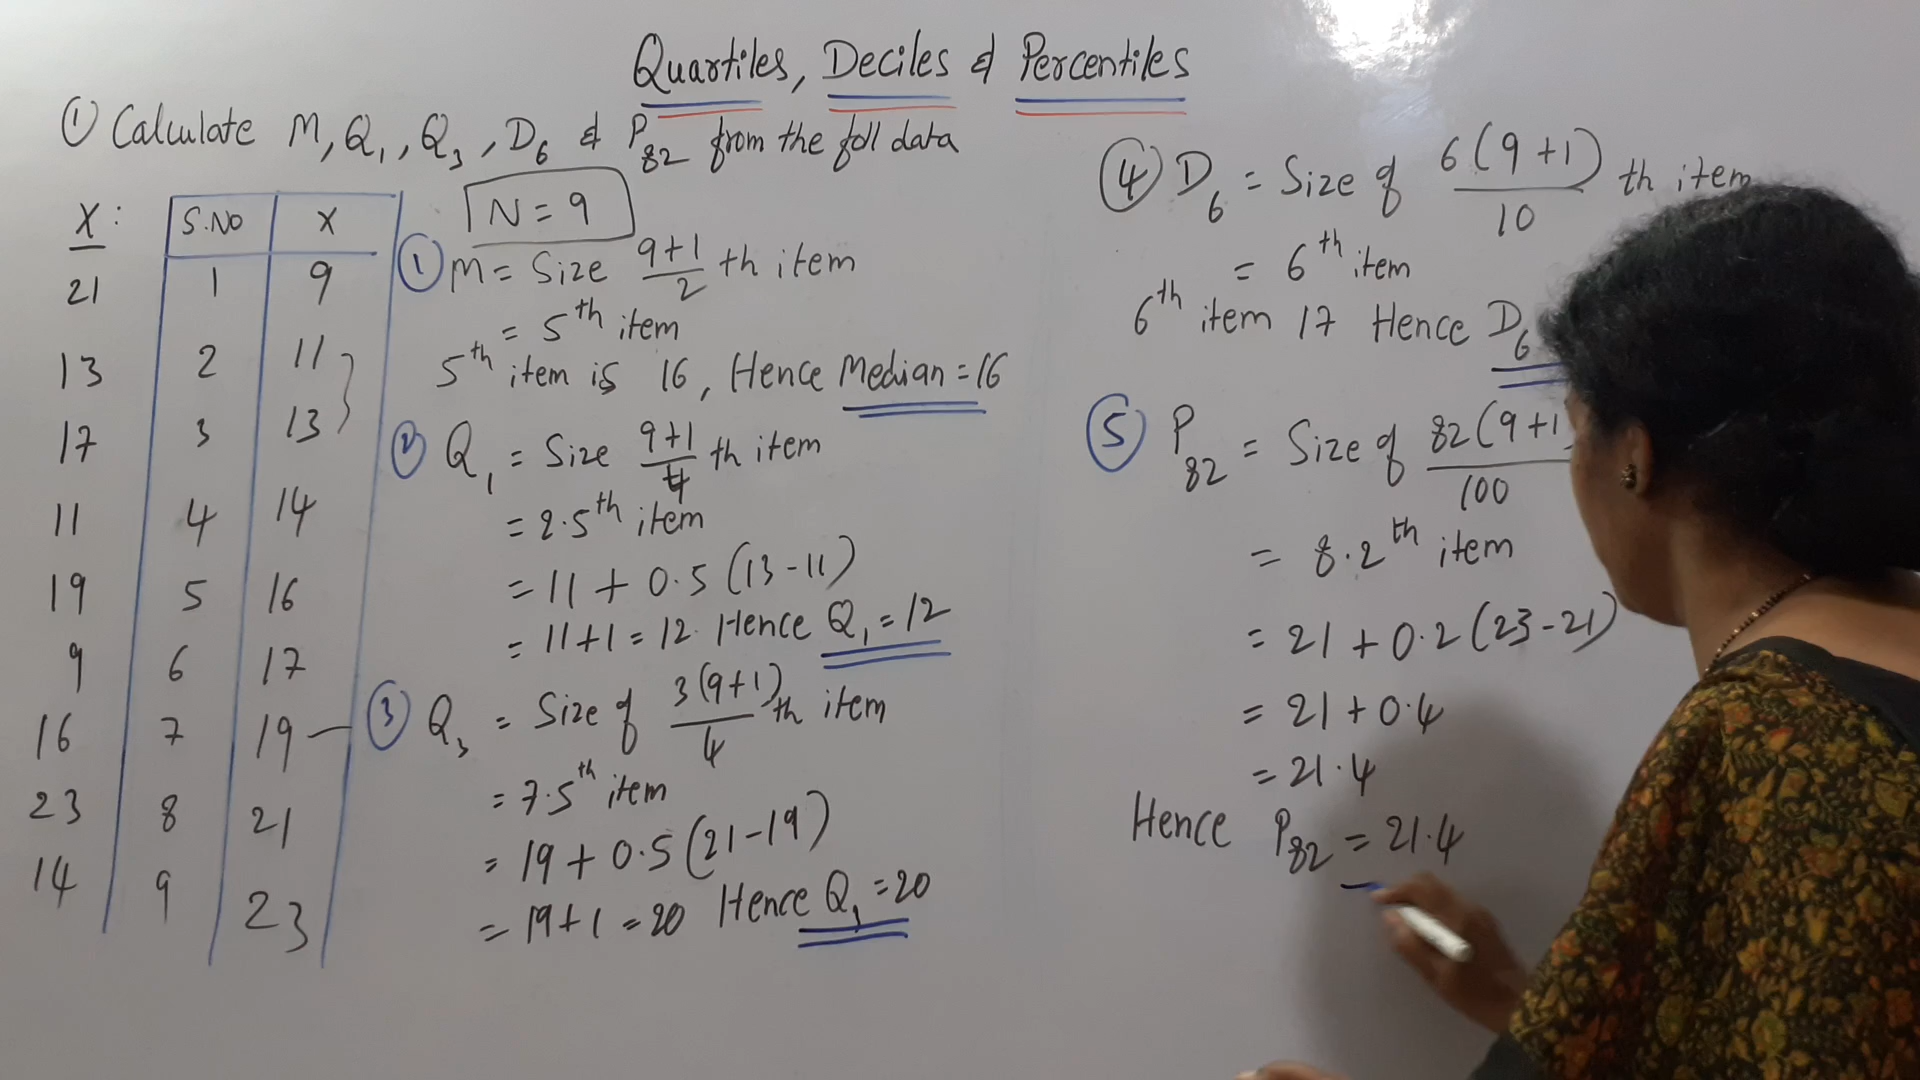 Quartiles, Deciles & Percentiles
① Calculate M, Q₁, Q₃, D₆ & P₈₂ from the foll data
X:
21
13
17
11
19
9
16
23
14
S.No X
1 9
2 11
3 13
4 14
5 16
6 17
7 19
8 21
9 23
N = 9
① M = Size (9+1)/2 th item
= 5th item
5th item is 16, Hence Median = 16
② Q₁ = Size (9+1)/4 th item
= 2.5th item
= 11 + 0.5 (13-11)
= 11+1 = 12. Hence Q₁ = 12
③ Q₃ = Size of 3(9+1)/4 th item
= 7.5th item
= 19 + 0.5 (21-19)
= 19+1 = 20 Hence Q₃ = 20
④ D₆ = Size of 6(9+1)/10 th item
= 6th item
6th item 17 Hence D₆
⑤ P₈₂ = Size of 82(9+1/100
= 8.2th item
= 21 + 0.2 (23-21)
= 21 + 0.4
= 21.4
Hence P₈₂ = 21.4